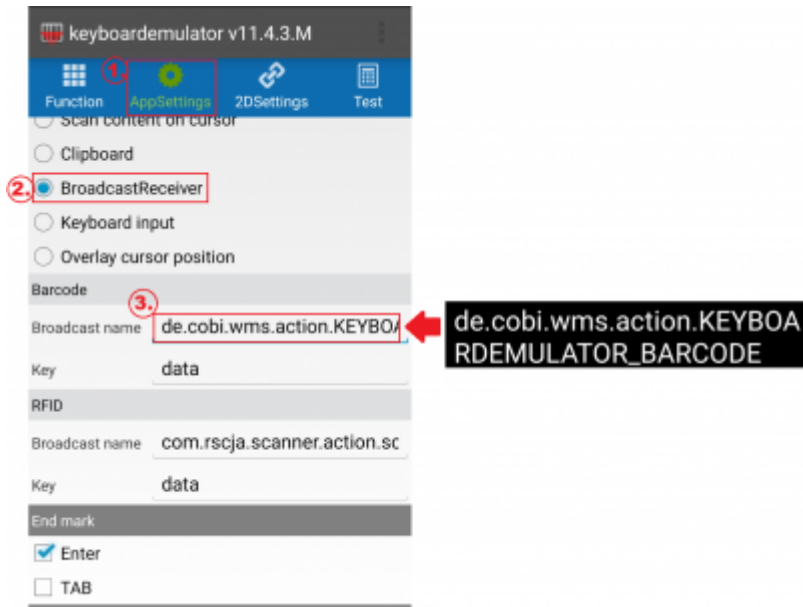 keyboardemulator v11.4.3.M
1.
Function AppSettings 2DSettings Test
Scan content on cursor
Clipboard
2. BroadcastReceiver
Keyboard input
Overlay cursor position
Barcode
3.
Broadcast name de.cobi.wms.action.KEYBOA
de.cobi.wms.action.KEYBOA
RDEMULATOR_BARCODE
Key data
RFID
Broadcast name com.rscja.scanner.action.sc
Key data
End mark
Enter
TAB